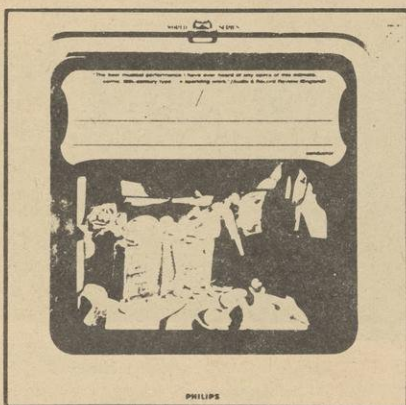 WORLD SERIES
"The best musical performance I have ever heard of any opera of this intimate,
comic, 18th-century type a sparkling work."(Audio & Record Review (England)
conductor
PHILIPS